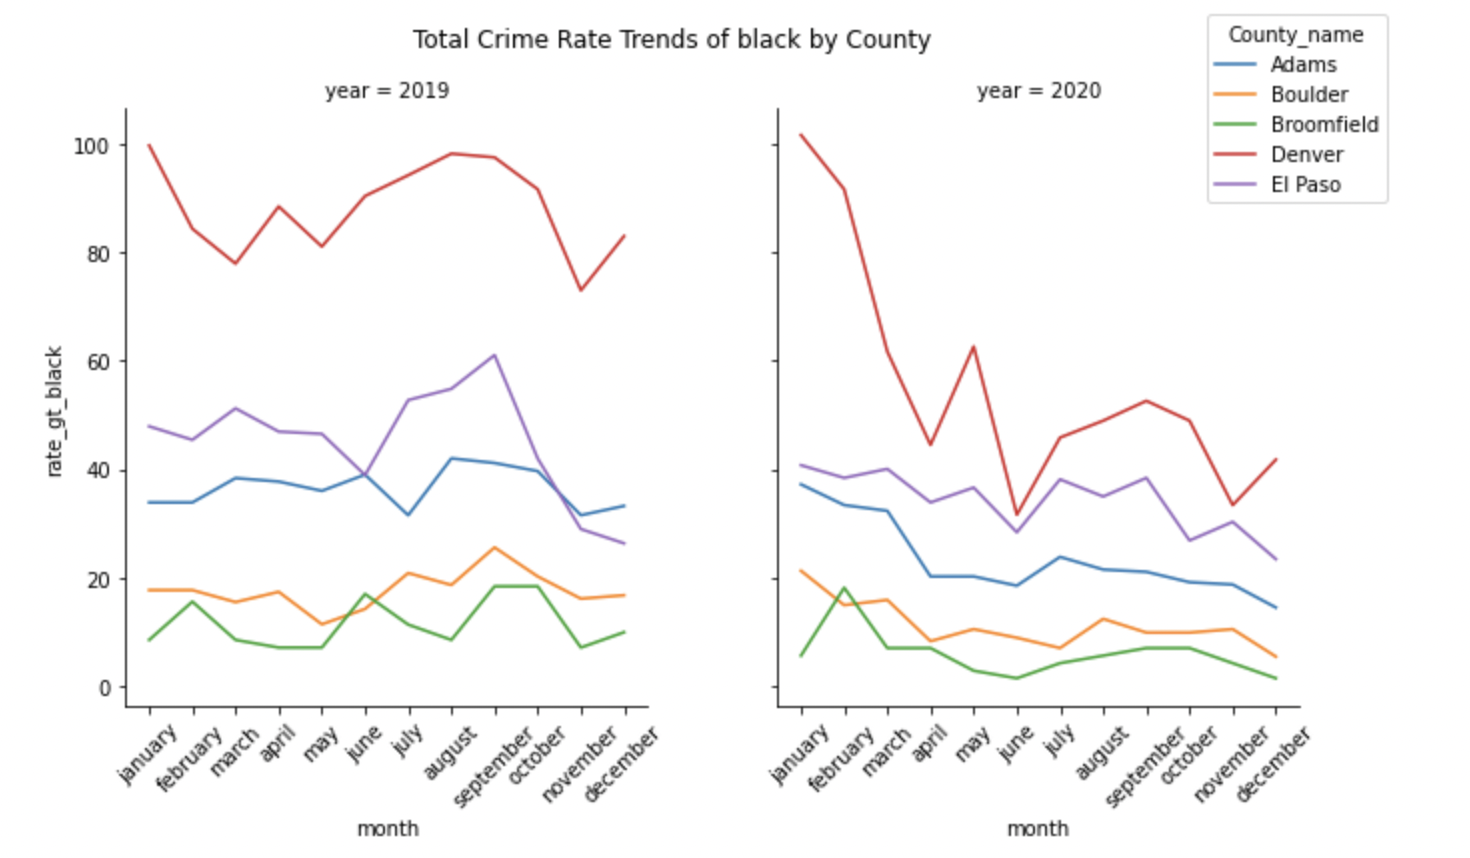 Total Crime Rate Trends of black by County
County_name
Adams
Boulder
Broomfield
Denver
El Paso
year = 2019
year = 2020
100
80
60
40
20
0
rate_gt_black
january
february
march
april
may
june
july
august
september
october
november
december
month
january
february
march
april
may
june
july
august
september
october
november
december
month